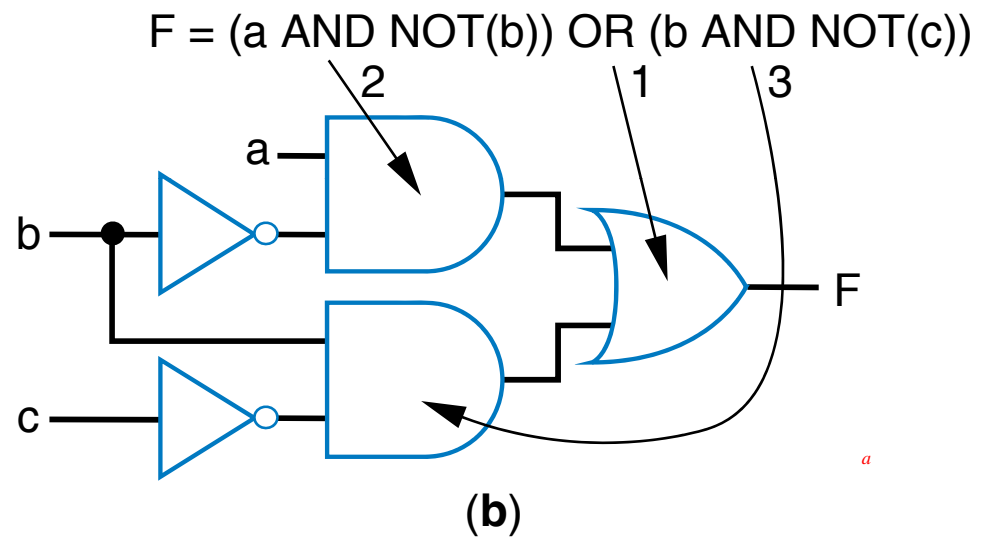 F = (a AND NOT(b)) OR (b AND NOT(c))
2 1 3
a
b
F
c
a
(b)